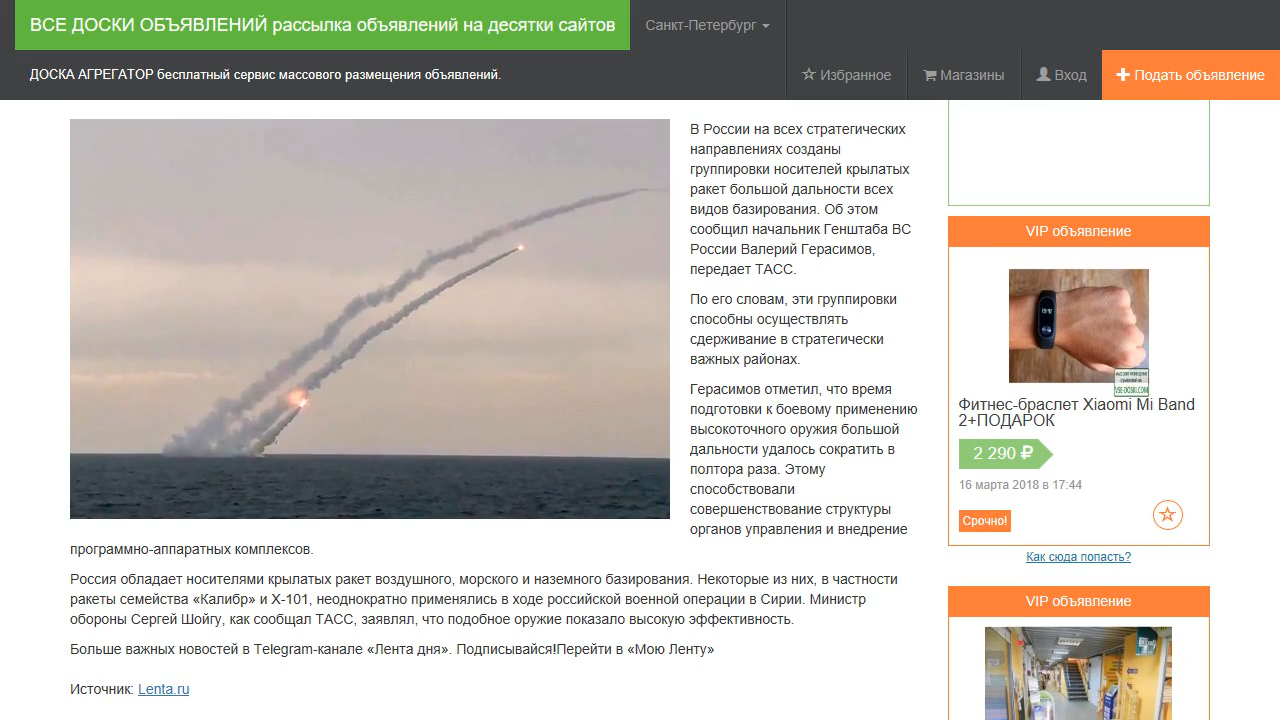 ВСЕ ДОСКИ ОБЪЯВЛЕНИЙ рассылка объявлений на десятки сайтов
Санкт-Петербург
ДОСКА АГРЕГАТОР бесплатный сервис массового размещения объявлений.
Избранное
Магазины
Вход
Подать объявление
В России на всех стратегических
направлениях созданы
группировки носителей крылатых
ракет большой дальности всех
видов базирования. Об этом
сообщил начальник Генштаба ВС
России Валерий Герасимов,
передает ТАСС.
По его словам, эти группировки
способны осуществлять
сдерживание в стратегически
важных районах.
Герасимов отметил, что время
подготовки к боевому применению
высокоточного оружия большой
дальности удалось сократить в
полтора раза. Этому
способствовали
совершенствование структуры
органов управления и внедрение
программно-аппаратных комплексов.
Россия обладает носителями крылатых ракет воздушного, морского и наземного базирования. Некоторые из них, в частности
ракеты семейства «Калибр» и Х-101, неоднократно применялись в ходе российской военной операции в Сирии. Министр
обороны Сергей Шойгу, как сообщал ТАСС, заявлял, что подобное оружие показало высокую эффективность.
Больше важных новостей в Telegram-канале «Лента дня». Подписывайся!Перейти в «Мою Ленту»
Источник: Lenta.ru
VIP объявление
VSE-DOSKI.COM
Фитнес-браслет Xiaomi Mi Band
2+ПОДАРОК
2 290 ₽
16 марта 2018 в 17:44
Срочно!
Как сюда попасть?
VIP объявление